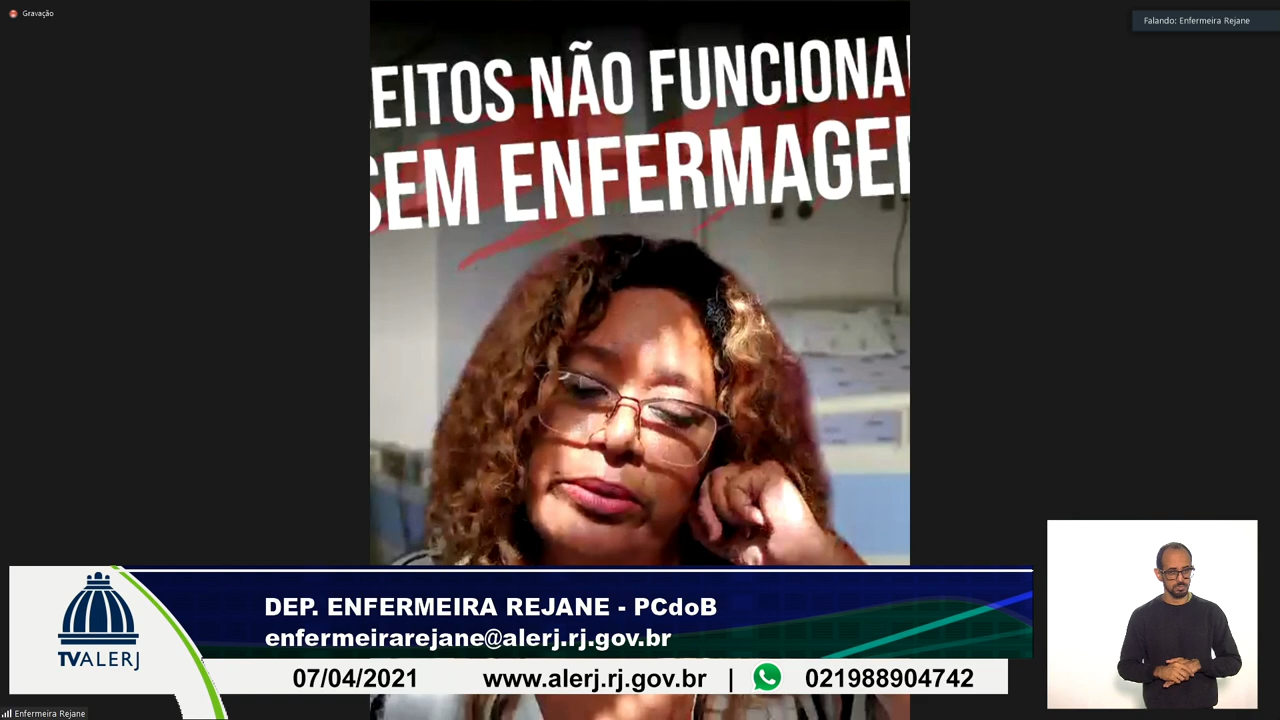 Gravação
Falando: Enfermeira Rejane
EITOS NÃO FUNCIONA
SEM ENFERMAGE
DEP. ENFERMEIRA REJANE - PCdoB
enfermeirarejane@alerj.rj.gov.br
TVALERJ
07/04/2021 www.alerj.rj.gov.br | 021988904742
Enfermeira Rejane